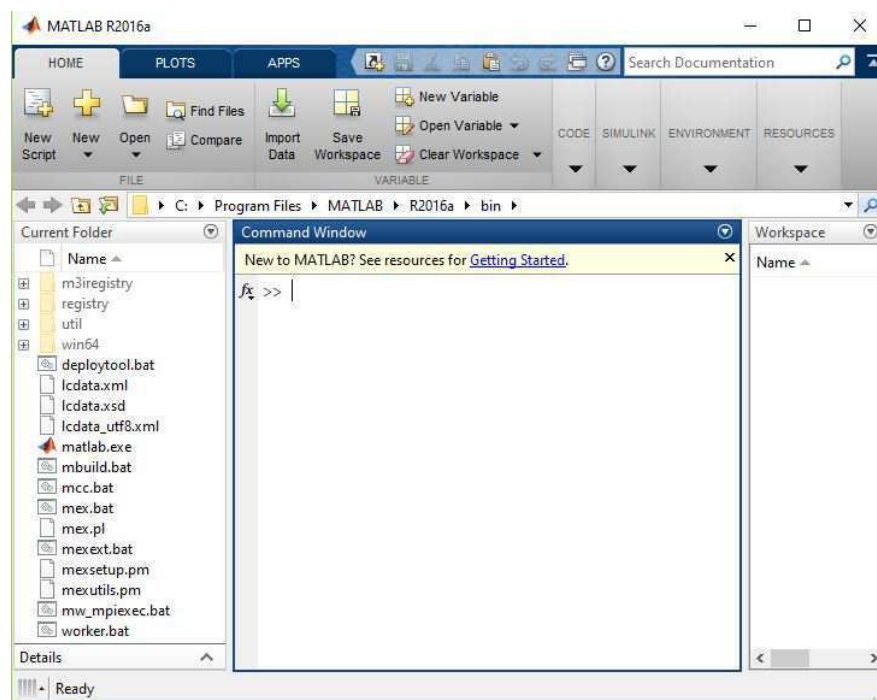 MATLAB R2016a
HOME PLOTS APPS Search Documentation
New Script
New
Open
Find Files
Compare
FILE
Import Data
Save Workspace
New Variable
Open Variable
Clear Workspace
VARIABLE
CODE
SIMULINK
ENVIRONMENT
RESOURCES
C: Program Files MATLAB R2016a bin
Current Folder
Name
m3iregistry
registry
util
win64
deploytool.bat
lcdata.xml
lcdata.xsd
lcdata_utf8.xml
matlab.exe
mbuild.bat
mcc.bat
mex.bat
mex.pl
mexext.bat
mexsetup.pm
mexutils.pm
mw_mpiexec.bat
worker.bat
Details
Command Window
New to MATLAB? See resources for Getting Started.
fx >>
Workspace
Name
Ready